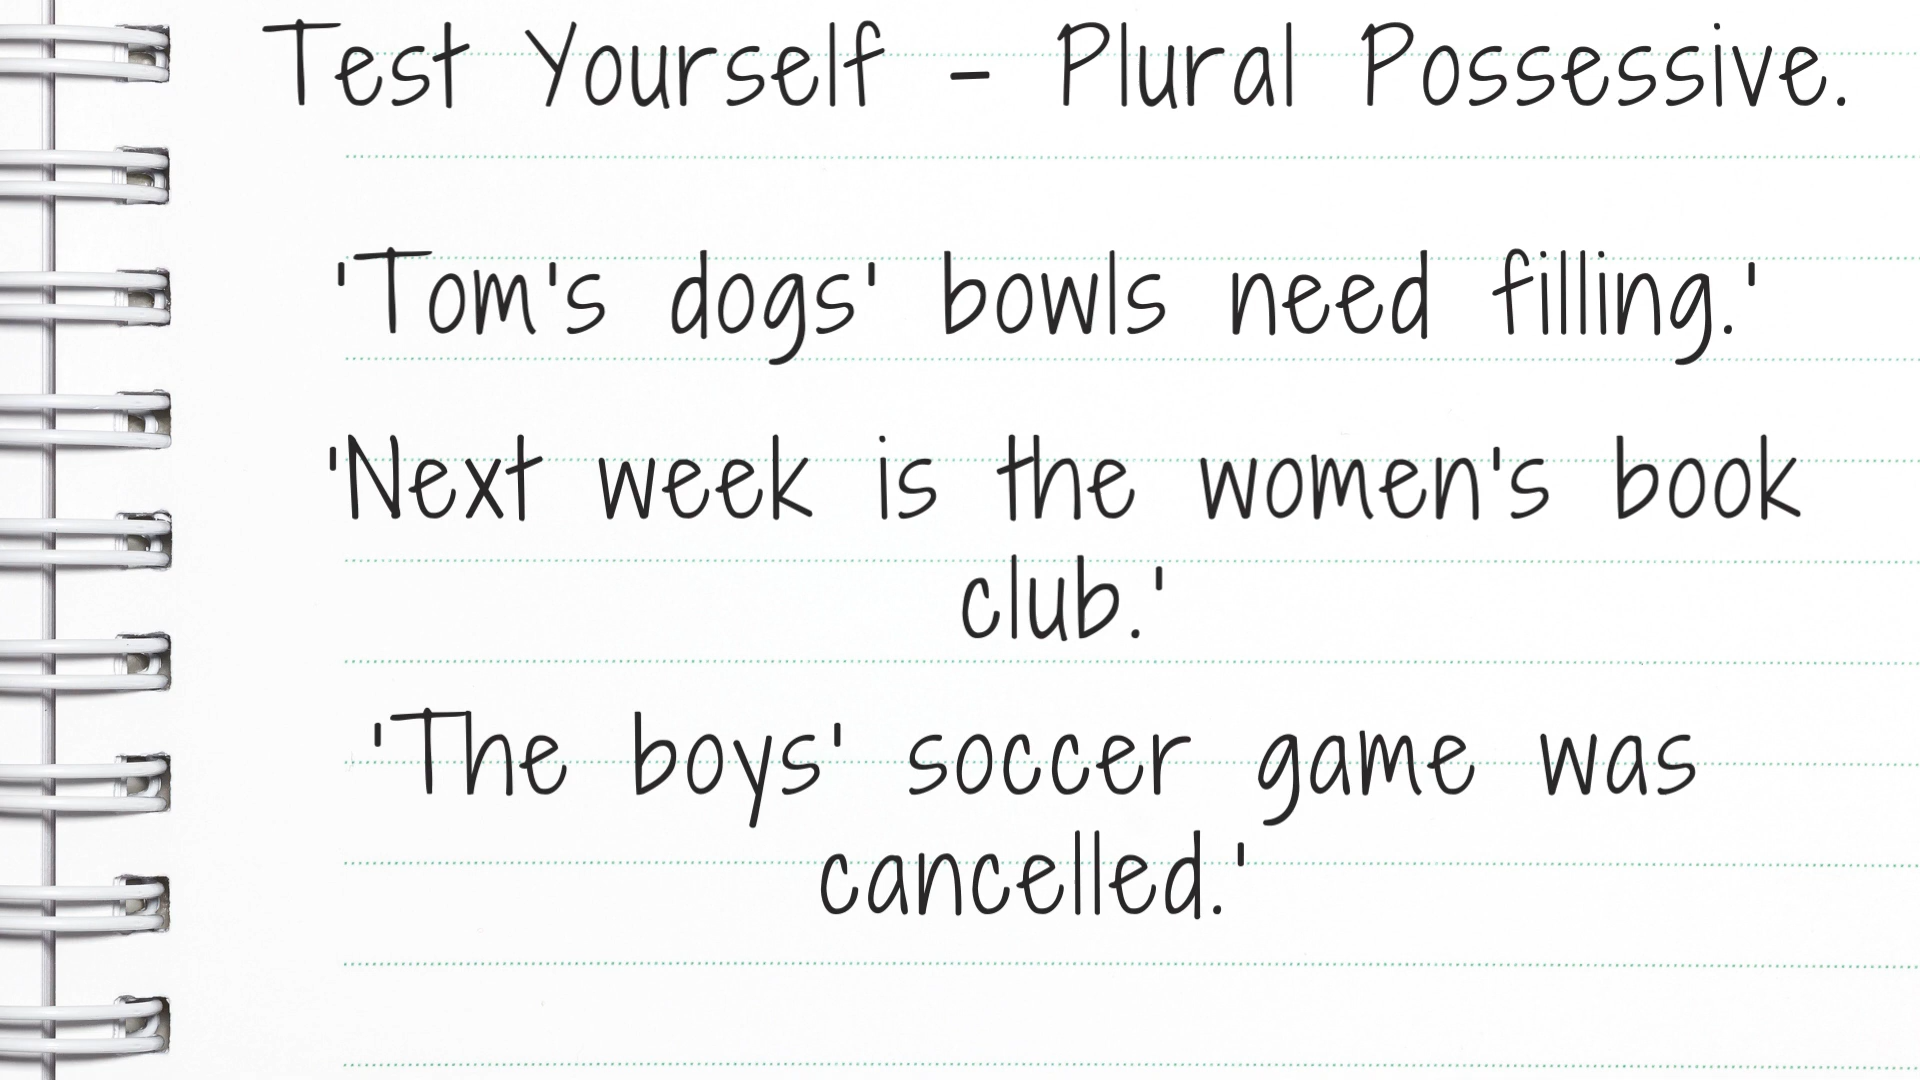 Test Yourself - Plural Possessive.
'Tom's dogs' bowls need filling.'
'Next week is the women's book
club.'
'The boys' soccer game was
cancelled.'